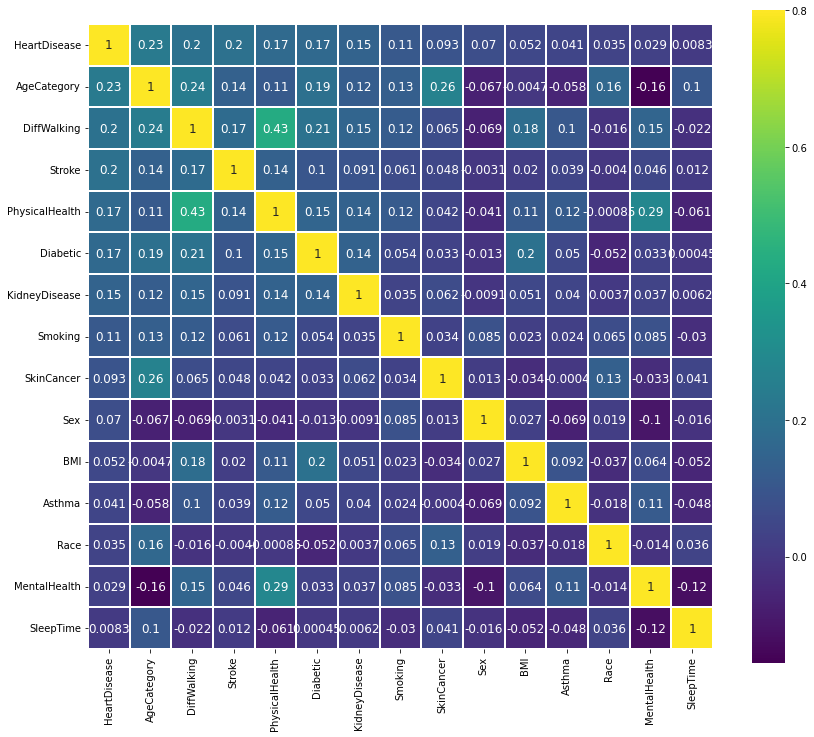 HeartDisease 1 0.23 0.2 0.2 0.17 0.17 0.15 0.11 0.093 0.07 0.052 0.041 0.035 0.029 0.0083
AgeCategory 0.23 1 0.24 0.14 0.11 0.19 0.12 0.13 0.26 -0.067 -0.0047 -0.058 0.16 -0.16 0.1
DiffWalking 0.2 0.24 1 0.17 0.43 0.21 0.15 0.12 0.065 -0.069 0.18 0.1 -0.016 0.15 -0.022
Stroke 0.2 0.14 0.17 1 0.14 0.1 0.091 0.061 0.048 -0.0031 0.02 0.039 -0.004 0.046 0.012
PhysicalHealth 0.17 0.11 0.43 0.14 1 0.15 0.14 0.12 0.042 -0.041 0.11 0.12 0.29 -0.061
Diabetic 0.17 0.19 0.21 0.1 0.15 1 0.14 0.054 0.033 -0.013 0.2 0.05 -0.052 0.033 0.00045
KidneyDisease 0.15 0.12 0.15 0.091 0.14 0.14 1 0.035 0.062 -0.0091 0.051 0.04 0.0037 0.037 0.0062
Smoking 0.11 0.13 0.12 0.061 0.12 0.054 0.035 1 0.034 0.085 0.023 0.024 0.065 0.085 -0.03
SkinCancer 0.093 0.26 0.065 0.048 0.042 0.033 0.062 0.034 1 0.013 -0.034 -0.0004 0.13 -0.033 0.041
Sex 0.07 -0.067 -0.069 -0.0031 -0.041 -0.013 -0.0091 0.085 0.013 1 0.027 -0.069 0.019 -0.1 -0.016
BMI 0.052 -0.0047 0.18 0.02 0.11 0.2 0.051 0.023 -0.034 0.027 1 0.092 -0.037 0.064 -0.052
Asthma 0.041 -0.058 0.1 0.039 0.12 0.05 0.04 0.024 -0.0004 -0.069 0.092 1 -0.018 0.11 -0.048
Race 0.035 0.16 -0.016 -0.004 -0.052 0.0037 0.065 0.13 0.019 -0.037 -0.018 1 -0.014 0.036
MentalHealth 0.029 -0.16 0.15 0.046 0.29 0.033 0.037 0.085 -0.033 -0.1 0.064 0.11 -0.014 1 -0.12
SleepTime 0.0083 0.1 -0.022 0.012 -0.061 0.00045 0.0062 -0.03 0.041 -0.016 -0.052 -0.048 0.036 -0.12 1
HeartDisease AgeCategory DiffWalking Stroke PhysicalHealth Diabetic KidneyDisease Smoking SkinCancer Sex BMI Asthma Race MentalHealth SleepTime
0.8
0.6
0.4
0.2
0.0